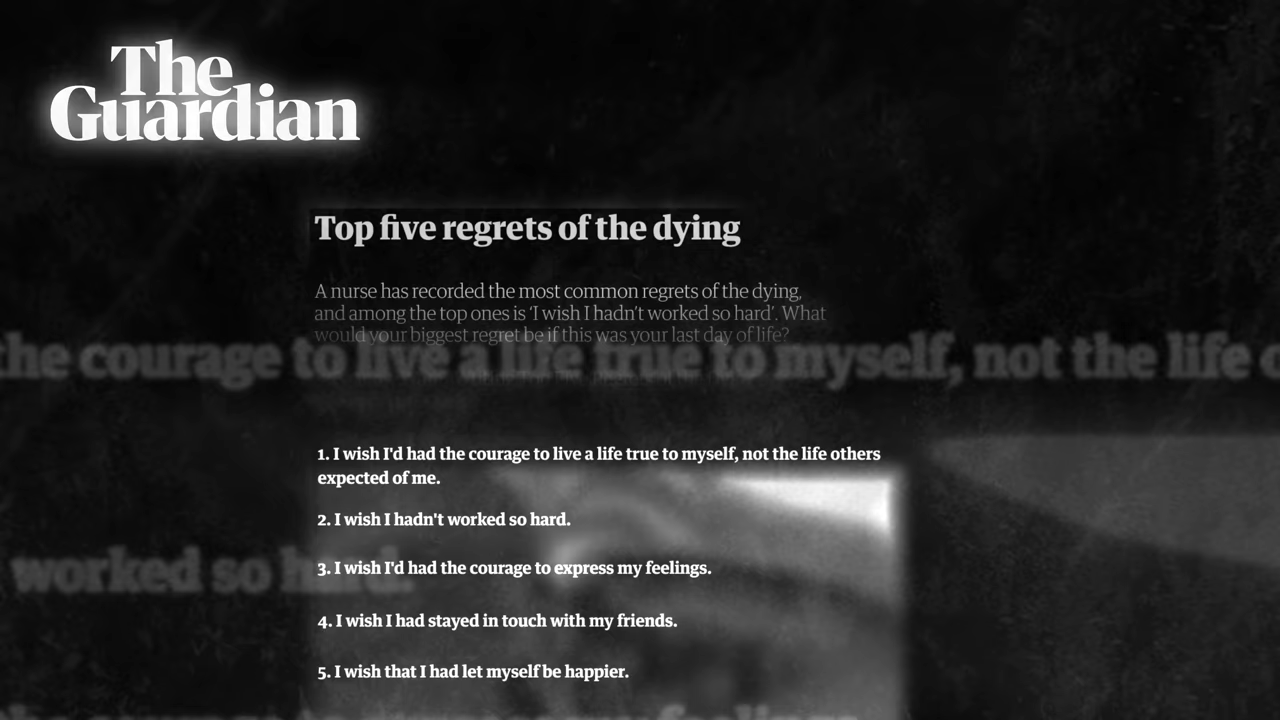 The
Guardian
Top five regrets of the dying
A nurse has recorded the most common regrets of the dying,
and among the top ones is ‘I wish I hadn’t worked so hard’. What
would your biggest regret be if this was your last day of life?
the courage to live a life true to myself, not the life
1. I wish I'd had the courage to live a life true to myself, not the life others
expected of me.
2. I wish I hadn't worked so hard.
worked so hard.
3. I wish I'd had the courage to express my feelings.
4. I wish I had stayed in touch with my friends.
5. I wish that I had let myself be happier.